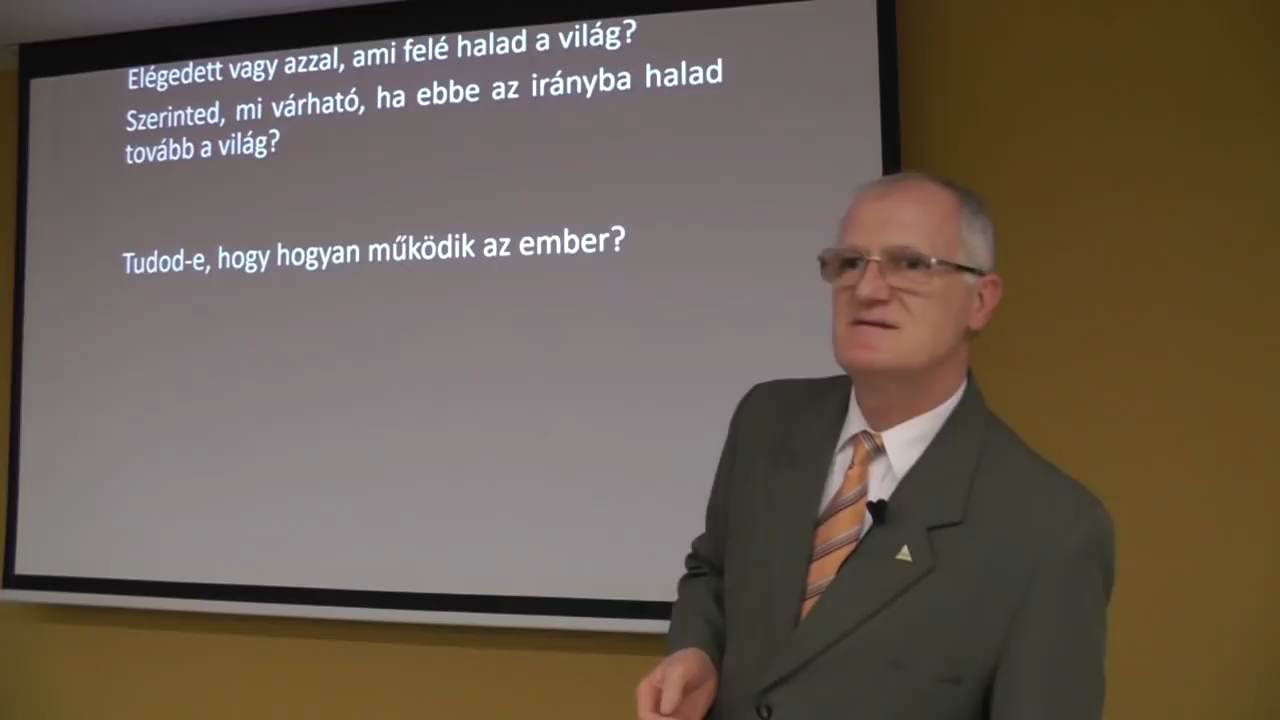 Elégedett vagy azzal, ami felé halad a világ?
Szerinted, mi várható, ha ebbe az irányba halad
tovább a világ?
Tudod-e, hogy hogyan működik az ember?